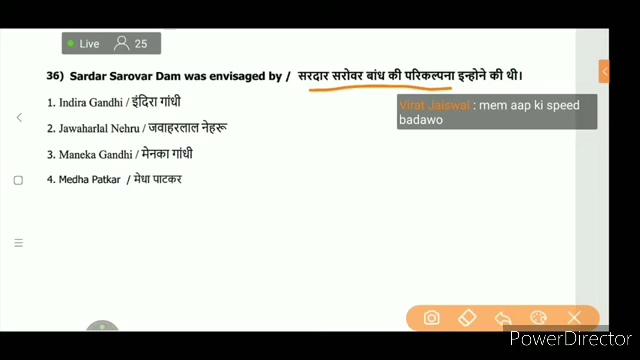 Live 25
36) Sardar Sarovar Dam was envisaged by / सरदार सरोवर बांध की परिकल्पना इन्होने की थी।
1. Indira Gandhi / इंदिरा गांधी
Virat Jaiswal : mem aap ki speed
badawo
2. Jawaharlal Nehru / जवाहरलाल नेहरू
3. Maneka Gandhi / मेनका गांधी
4. Medha Patkar / मेधा पाटकर
PowerDirector